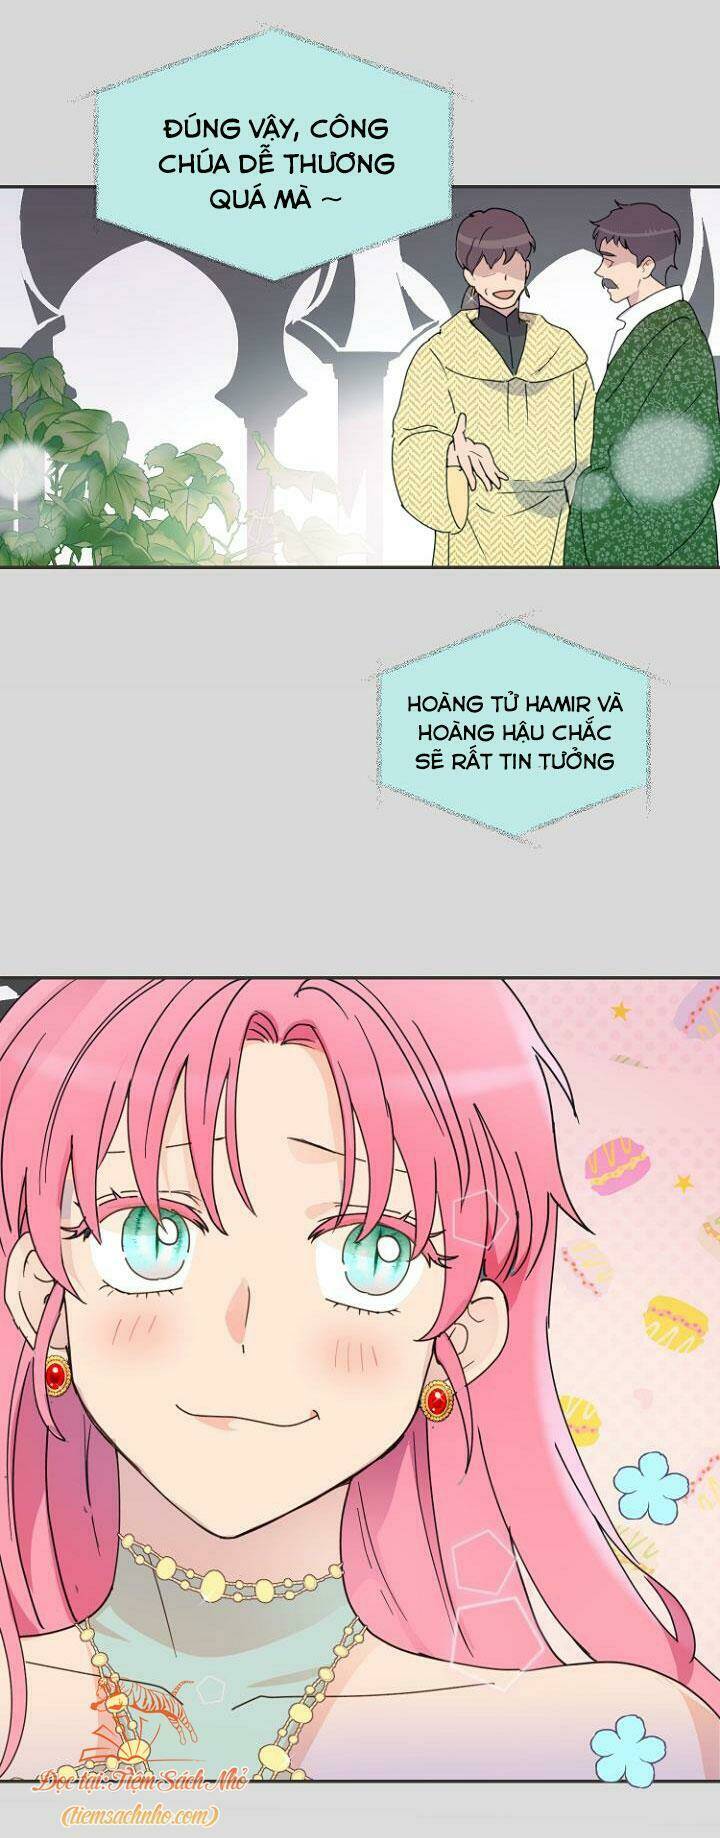 ĐÚNG VẬY, CÔNG
CHÚA DỄ THƯƠNG
QUÁ MÀ ~
HOÀNG TỬ HAMIR VÀ
HOÀNG HẬU CHẮC
SẼ RẤT TIN TƯỞNG
Đọc tại: Tiệm Sách Nhỏ
(tiemsachnho.com)